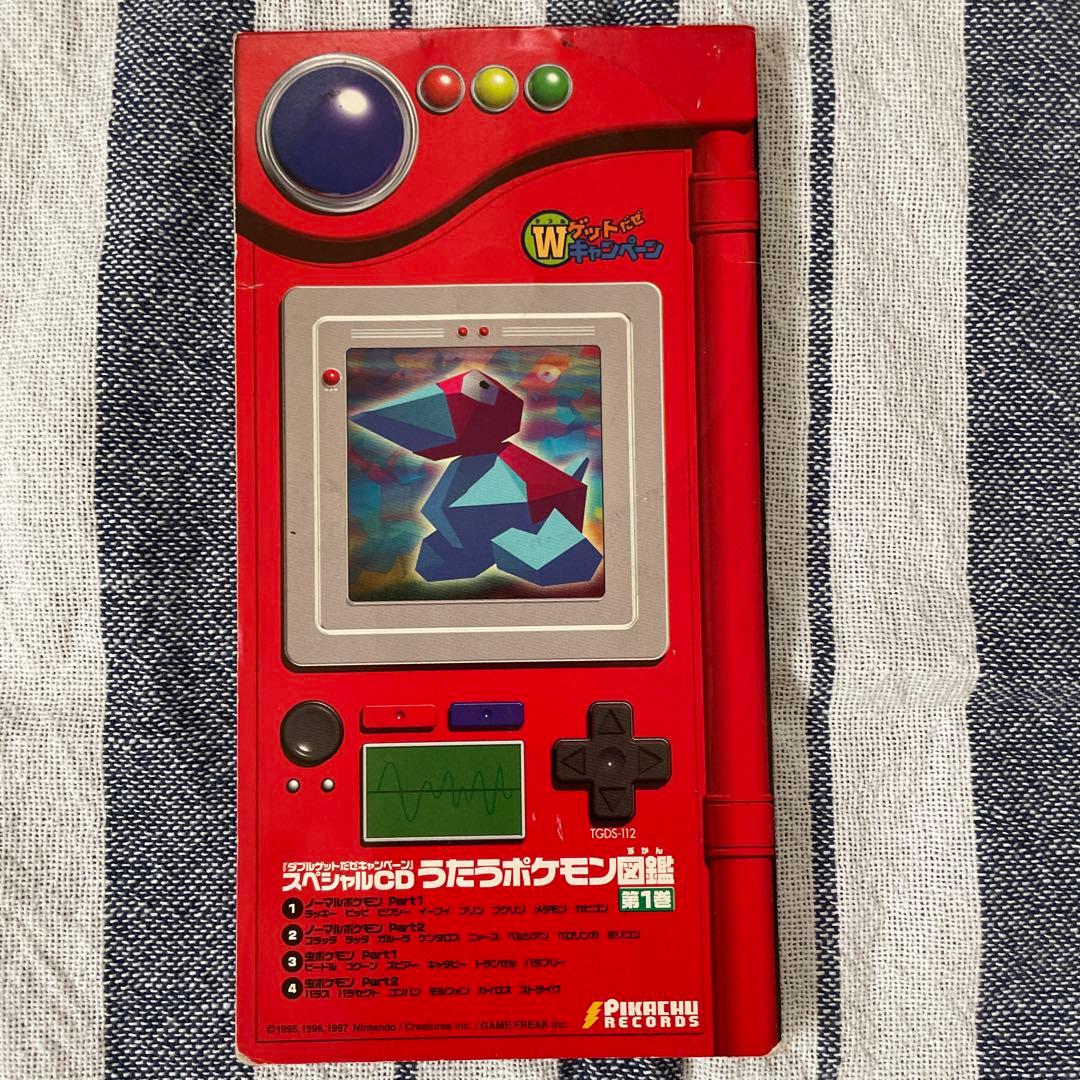 ダブル
Wゲットだぜ
キャンペーン
TGDS-112
『ダブルゲットだぜキャンペーン』
スペシャルCD うたうポケモン図鑑
ずかん
第1巻
1 ノーマルポケモン Part1
ラッキー ピッピ ピクシー イーブイ プリン プクリン メタモン カビゴン
2 ノーマルポケモン Part2
コラッタ ラッタ ガルーラ ケンタロス ニャース ペルシアン ベロリンガ ポリゴン
3 虫ポケモン Part1
ビードル コクーン スピアー キャタピー トランセル バタフリー
4 虫ポケモン Part2
パラス パラセクト コンパン モルフォン カイロス ストライク
©1995,1996,1997 Nintendo / Creatures inc. / GAME FREAK inc.
PIKACHU
RECORDS